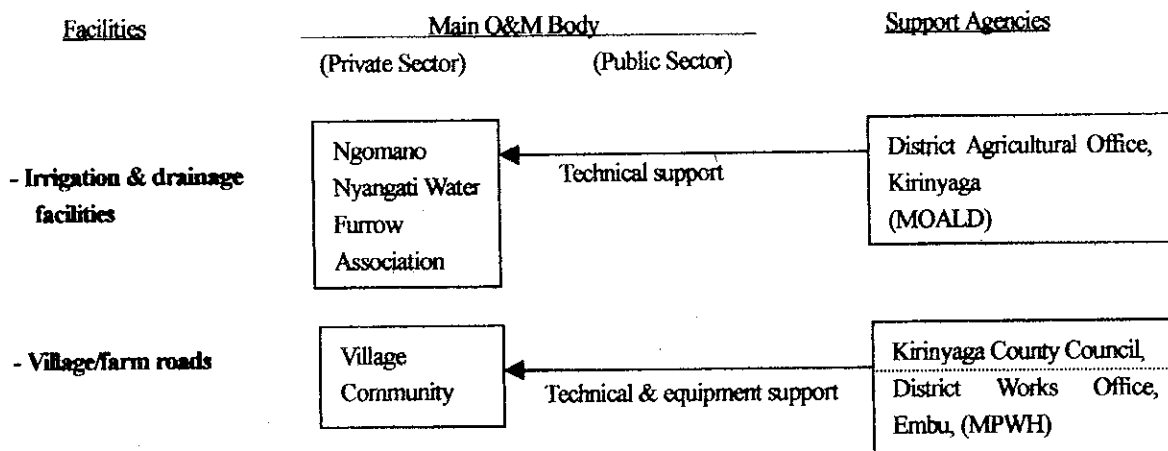 Facilities
Main O&M Body
Support Agencies
(Private Sector)
(Public Sector)
- Irrigation & drainage
facilities
Ngomano
Nyangati Water
Furrow
Association
Technical support
District Agricultural Office,
Kirinyaga
(MOALD)
- Village/farm roads
Village
Community
Technical & equipment support
Kirinyaga County Council,
District Works Office,
Embu, (MPWH)